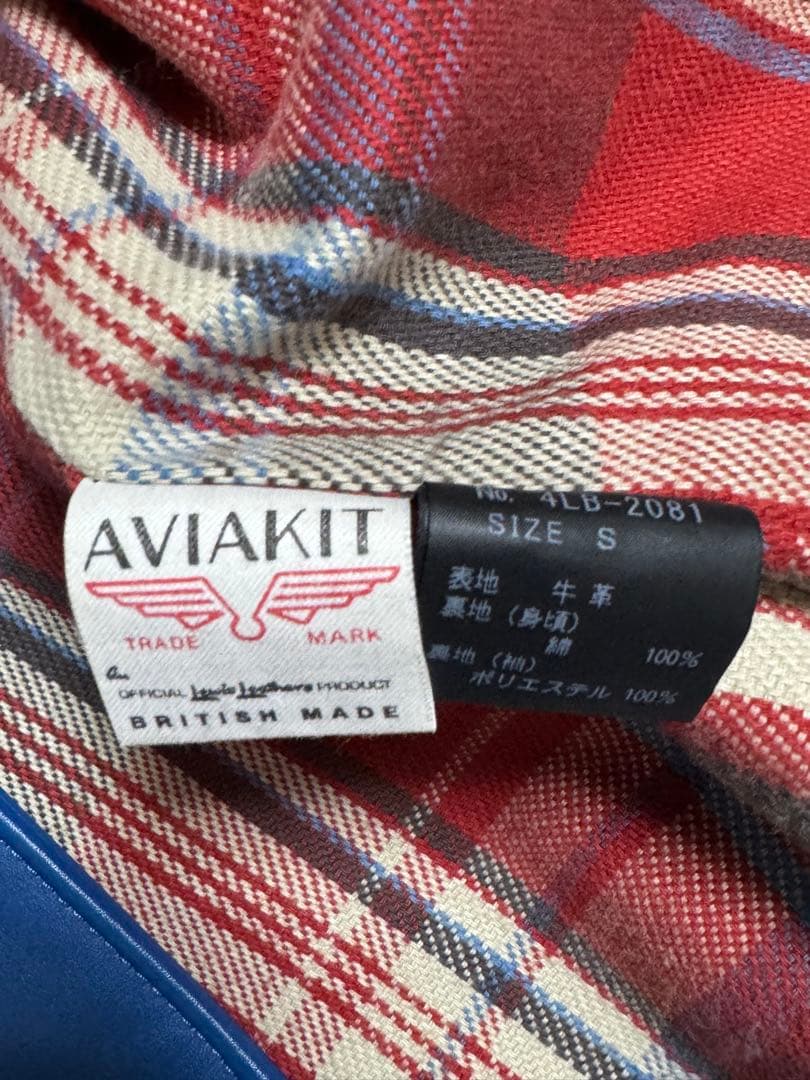 AVIAKIT
TRADE MARK
an
OFFICIAL Lewis Leathers PRODUCT
BRITISH MADE
No. 4LB-2081
SIZE S
表地 牛革
裏地（身頃）
綿 100%
裏地（袖）
ポリエステル 100%